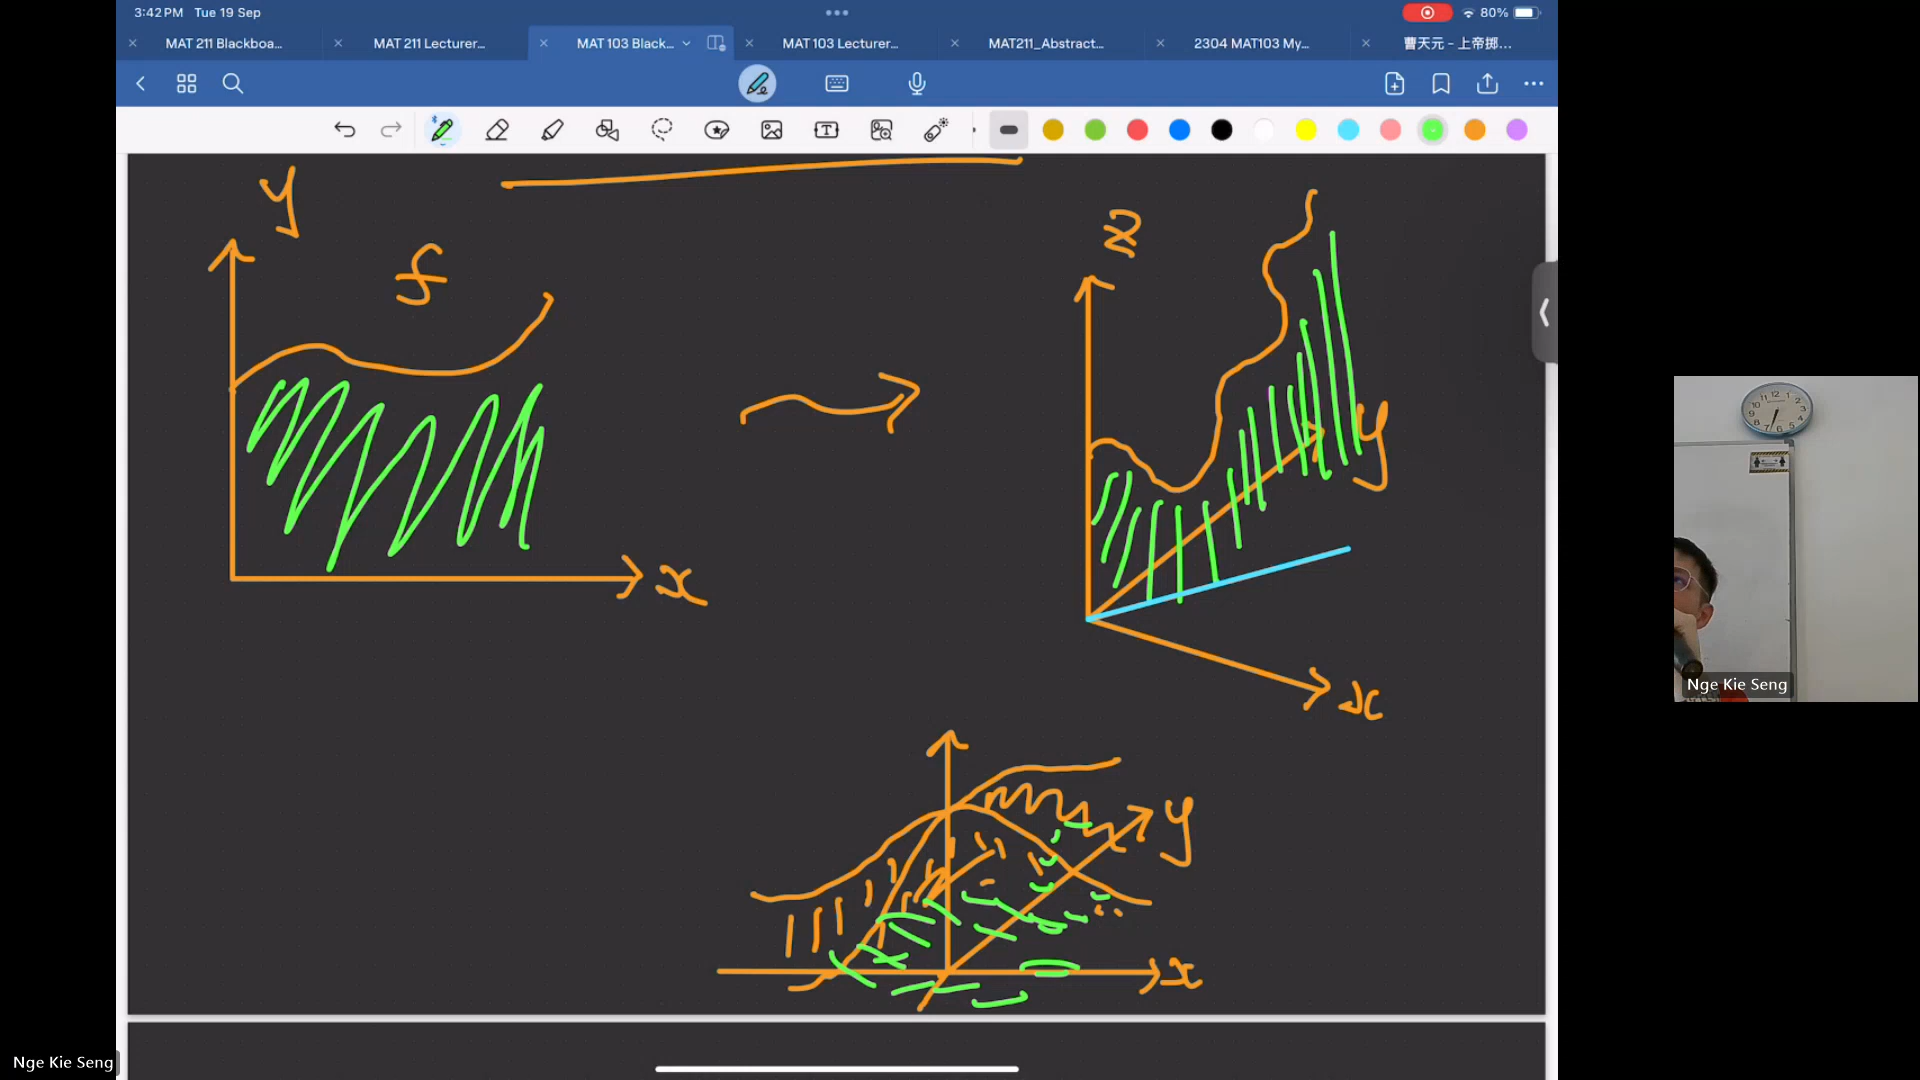 3:42 PM Tue 19 Sep
80%
MAT 211 Blackboa...
MAT 211 Lecturer...
MAT 103 Black...
MAT 103 Lecturer...
MAT211_Abstract...
2304 MAT103 My...
曹天元 - 上帝掷...
y
f
x
z
y
x
y
x
Nge Kie Seng
Nge Kie Seng